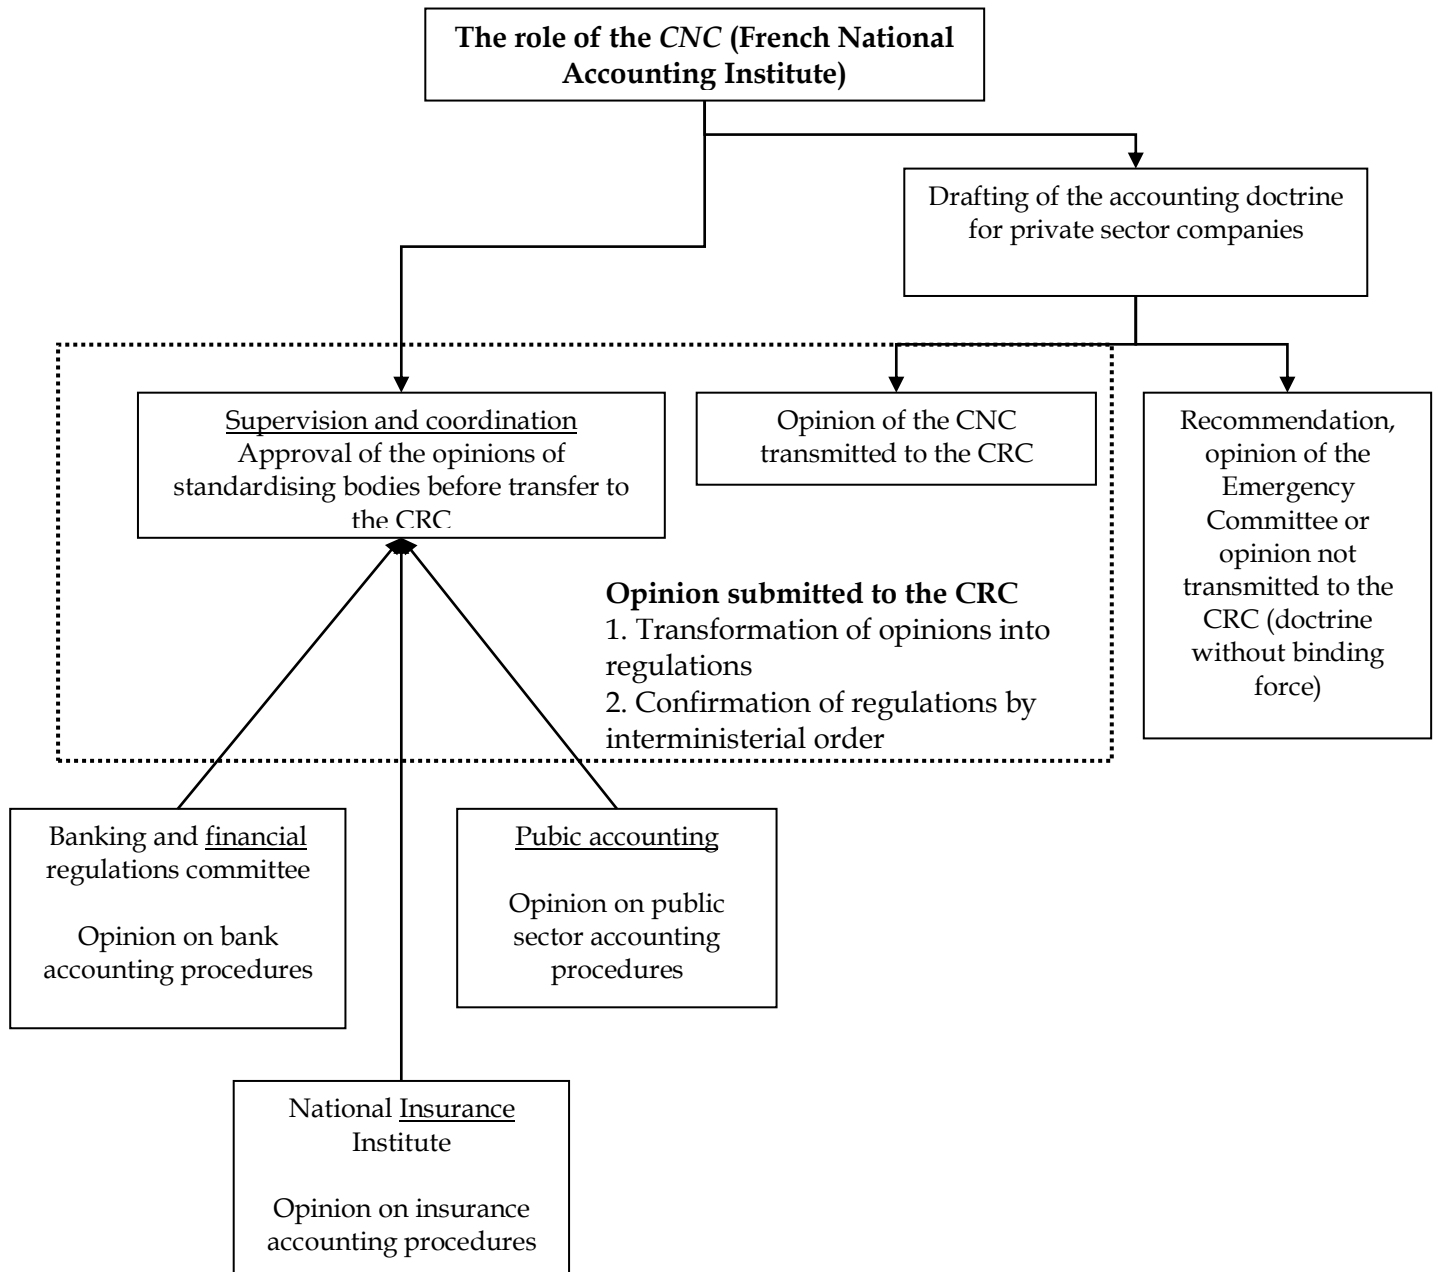 The role of the CNC (French National
Accounting Institute)
Drafting of the accounting doctrine
for private sector companies
Supervision and coordination
Approval of the opinions of
standardising bodies before transfer to
the CRC
Opinion of the CNC
transmitted to the CRC
Recommendation,
opinion of the
Emergency
Committee or
opinion not
transmitted to the
CRC (doctrine
without binding
force)
Opinion submitted to the CRC
1. Transformation of opinions into
regulations
2. Confirmation of regulations by
interministerial order
Banking and financial
regulations committee
Opinion on bank
accounting procedures
Pubic accounting
Opinion on public
sector accounting
procedures
National Insurance
Institute
Opinion on insurance
accounting procedures